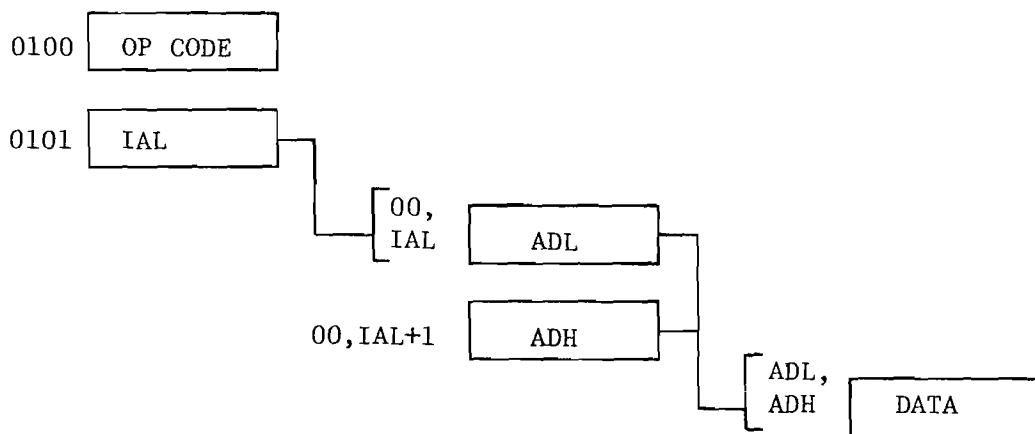 0100 OP CODE
0101 IAL
00,
IAL ADL
00,IAL+1 ADH
ADL,
ADH DATA